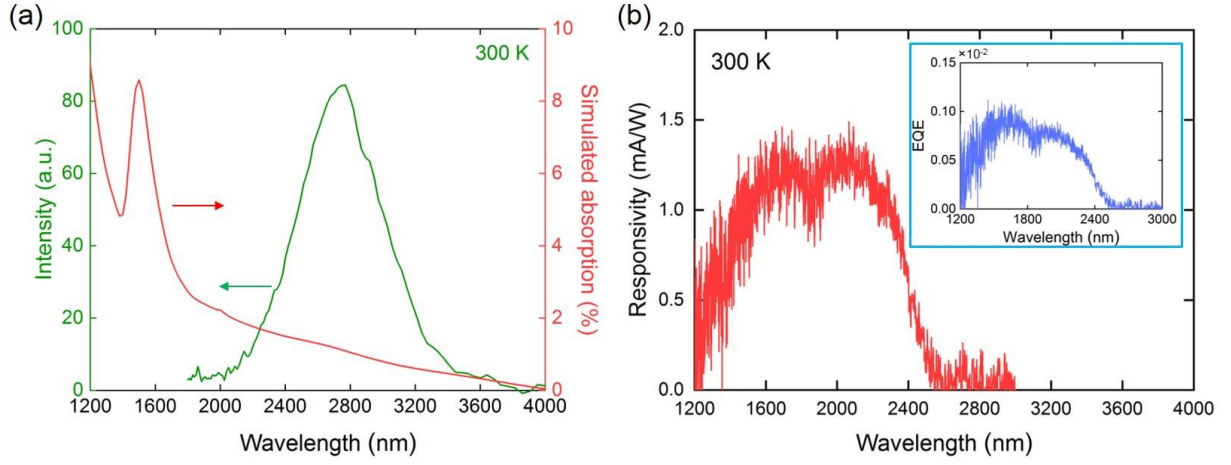 (a)
100
80
60
40
20
0
Intensity (a.u.)
300 K
10
8
6
4
2
0
Simulated absorption (%)
1200 1600 2000 2400 2800 3200 3600 4000
Wavelength (nm)
(b)
2.0
1.5
1.0
0.5
0.0
Responsivity (mA/W)
300 K
×10-2
0.15
0.10
0.05
0.00
EQE
1200 1800 2400 3000
Wavelength (nm)
1200 1600 2000 2400 2800 3200 3600 4000
Wavelength (nm)